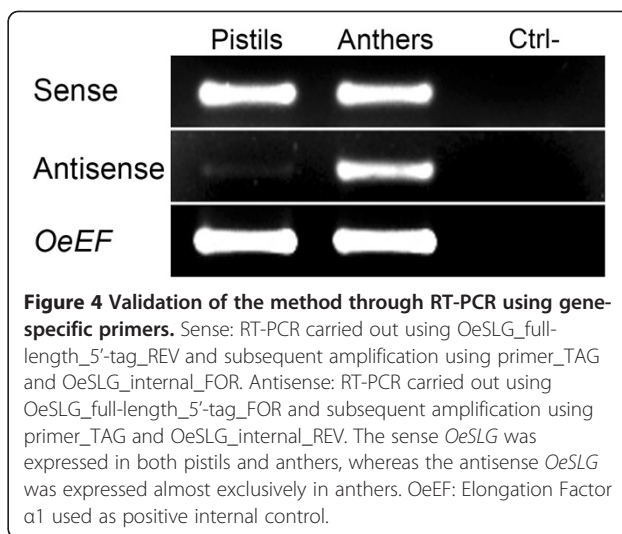 Pistils Anthers Ctrl-
Sense
Antisense
OeEF
Figure 4 Validation of the method through RT-PCR using gene-
specific primers. Sense: RT-PCR carried out using OeSLG_full-
length_5’-tag_REV and subsequent amplification using primer_TAG
and OeSLG_internal_FOR. Antisense: RT-PCR carried out using
OeSLG_full-length_5’-tag_FOR and subsequent amplification using
primer_TAG and OeSLG_internal_REV. The sense OeSLG was
expressed in both pistils and anthers, whereas the antisense OeSLG
was expressed almost exclusively in anthers. OeEF: Elongation Factor
α1 used as positive internal control.